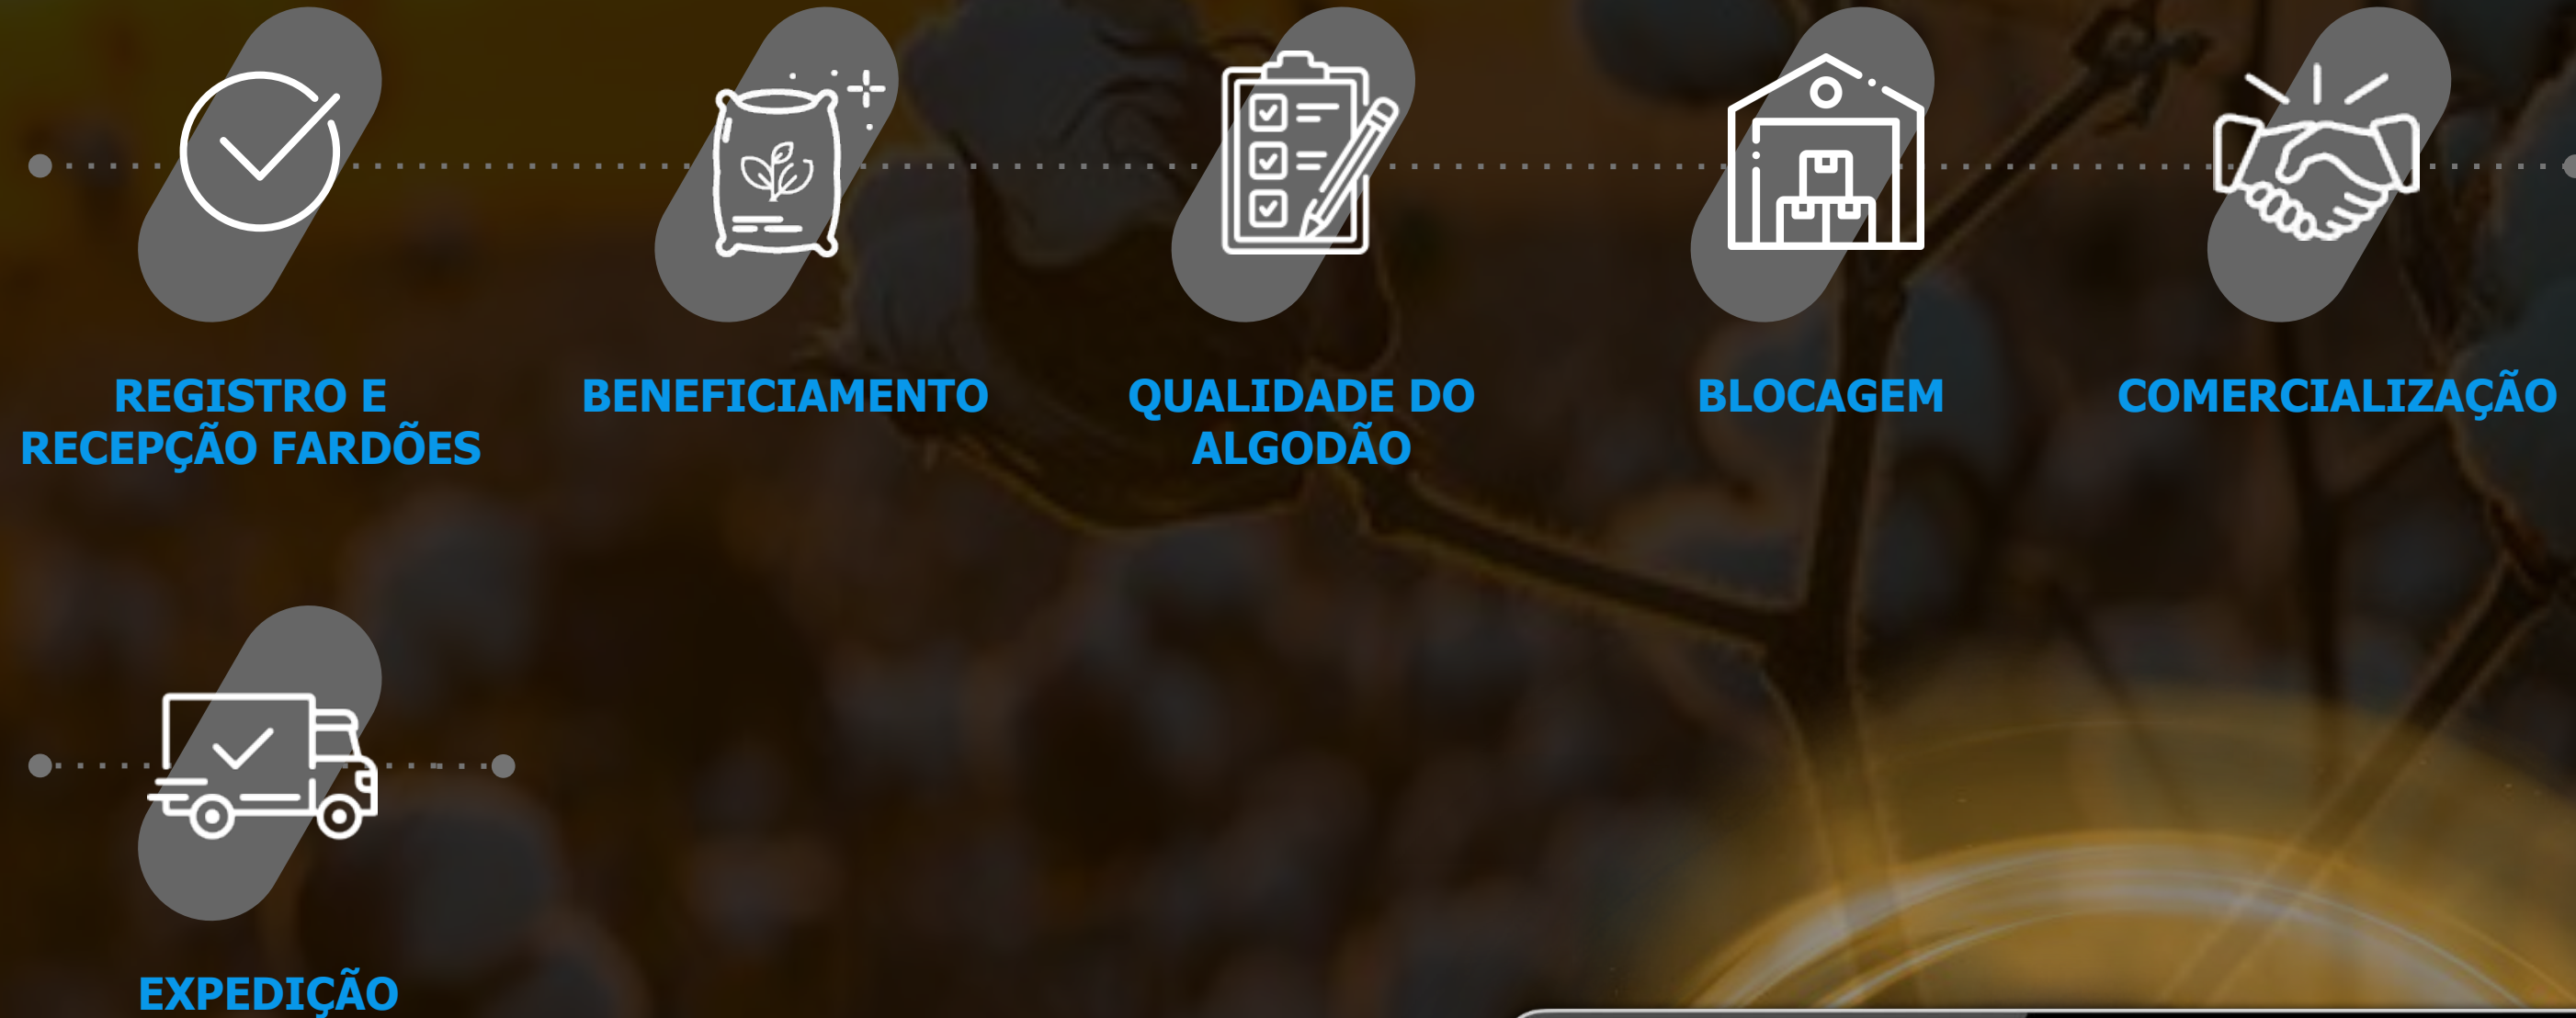 REGISTRO E
RECEPÇÃO FARDÕES
BENEFICIAMENTO
QUALIDADE DO
ALGODÃO
BLOCAGEM
COMERCIALIZAÇÃO
EXPEDIÇÃO